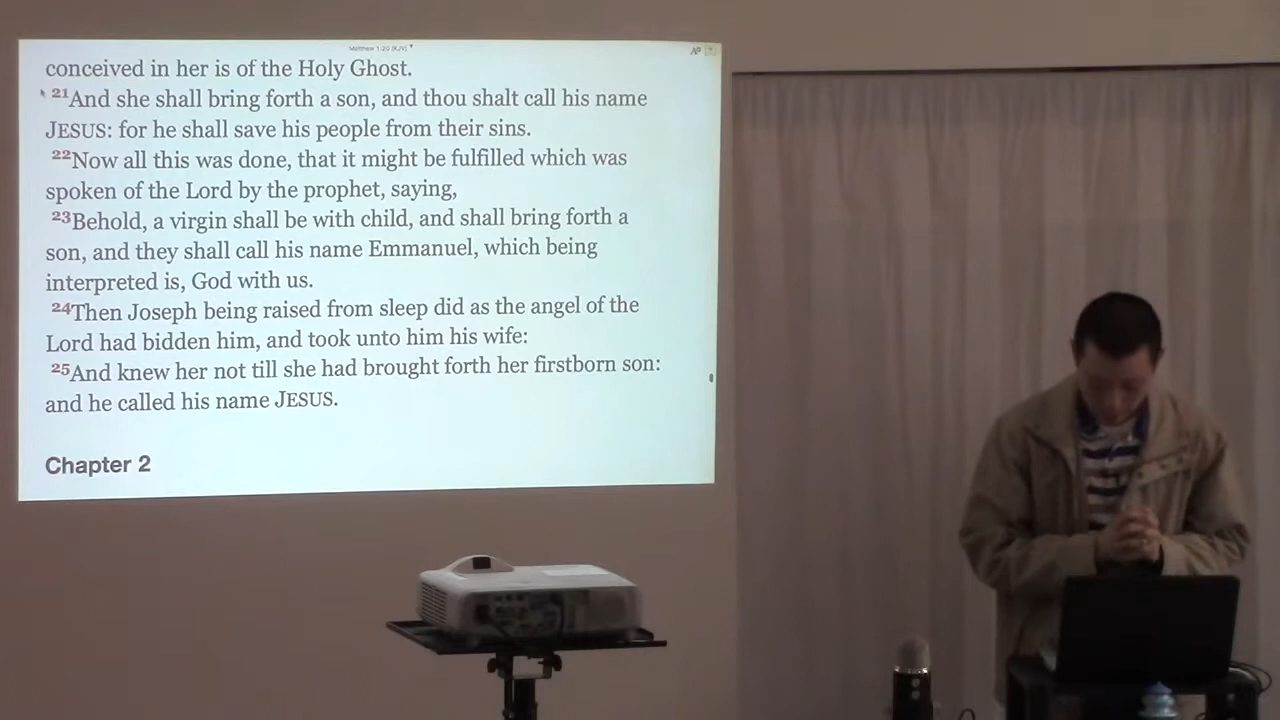 Matthew 1:20 (KJV)
conceived in her is of the Holy Ghost.
21And she shall bring forth a son, and thou shalt call his name
JESUS: for he shall save his people from their sins.
22Now all this was done, that it might be fulfilled which was
spoken of the Lord by the prophet, saying,
23Behold, a virgin shall be with child, and shall bring forth a
son, and they shall call his name Emmanuel, which being
interpreted is, God with us.
24Then Joseph being raised from sleep did as the angel of the
Lord had bidden him, and took unto him his wife:
25And knew her not till she had brought forth her firstborn son:
and he called his name JESUS.
Chapter 2